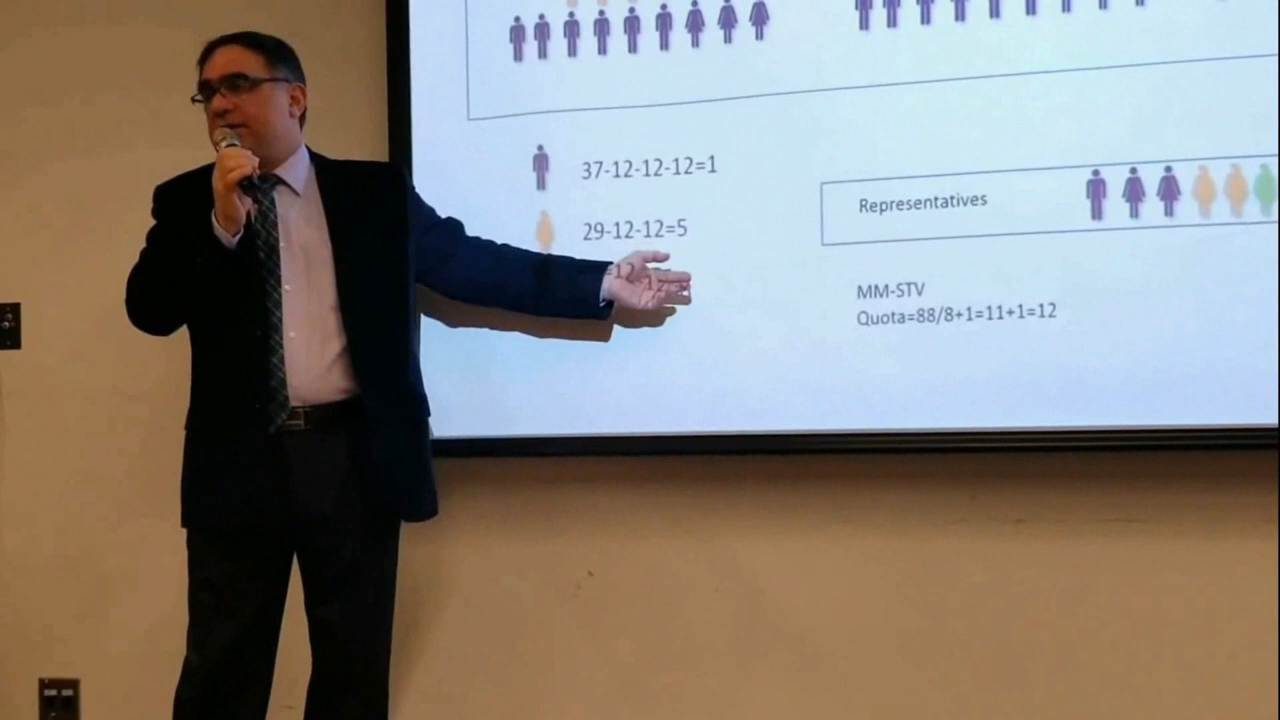 37-12-12-12=1
29-12-12=5
Representatives
MM-STV
Quota=88/8+1=11+1=12